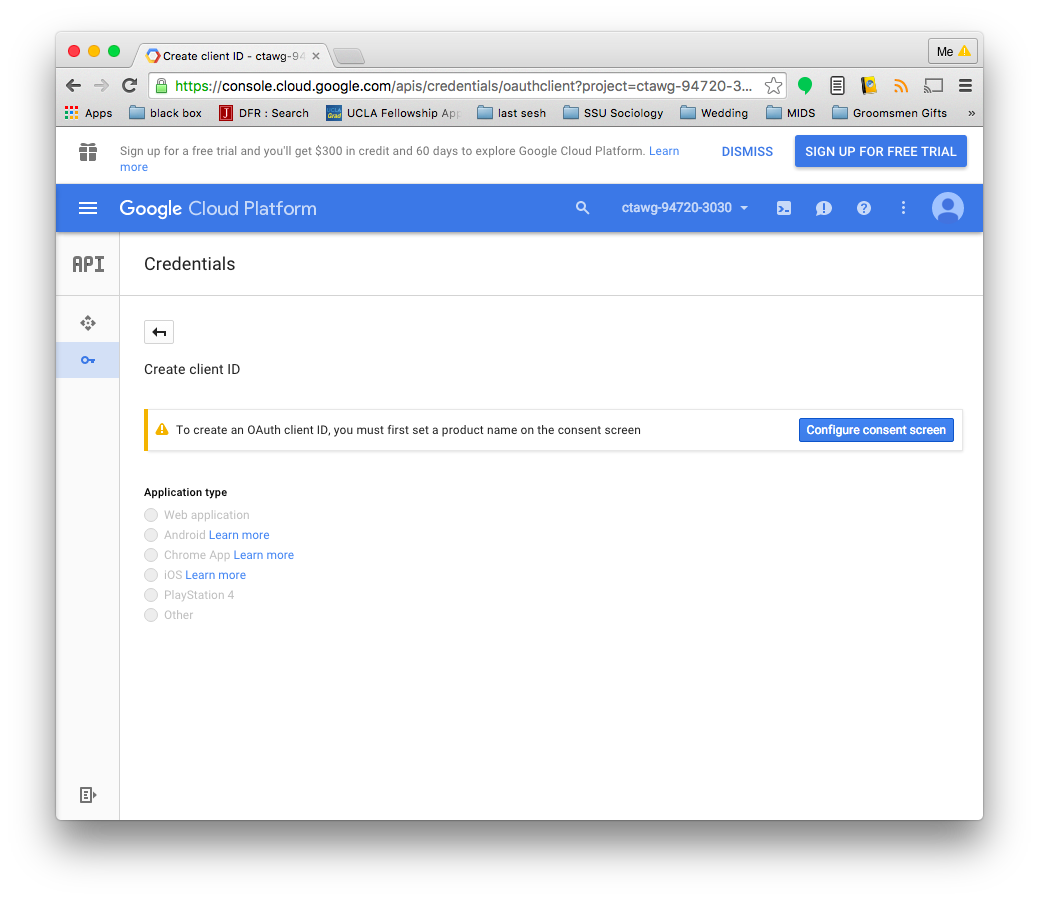 Create client ID - ctawg-94
Me
https://console.cloud.google.com/apis/credentials/oauthclient?project=ctawg-94720-3...
Apps black box DFR : Search UCLA Fellowship App last sesh SSU Sociology Wedding MIDS Groomsmen Gifts »
Sign up for a free trial and you'll get $300 in credit and 60 days to explore Google Cloud Platform. Learn
more
DISMISS
SIGN UP FOR FREE TRIAL
Google Cloud Platform
ctawg-94720-3030
API
Credentials
Create client ID
To create an OAuth client ID, you must first set a product name on the consent screen
Configure consent screen
Application type
Web application
Android Learn more
Chrome App Learn more
iOS Learn more
PlayStation 4
Other